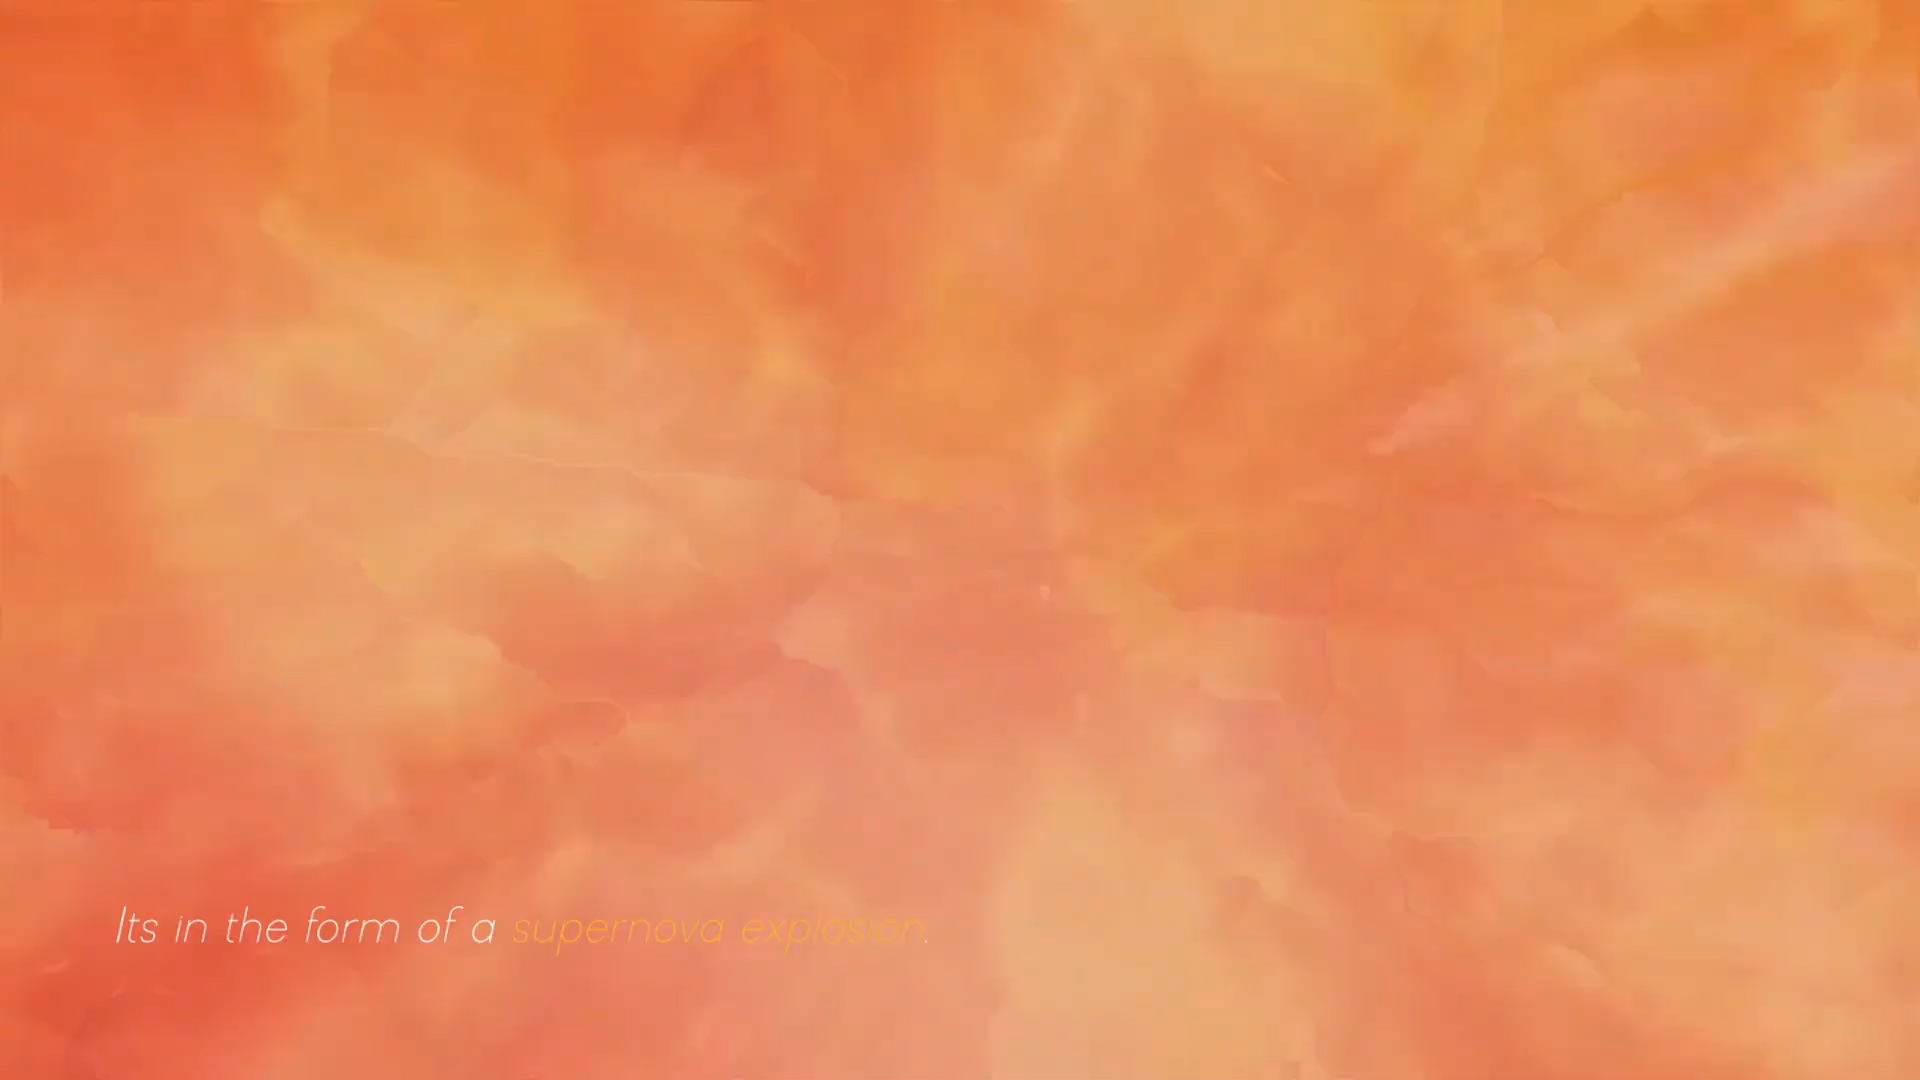 Its in the form of a supernova explosion.